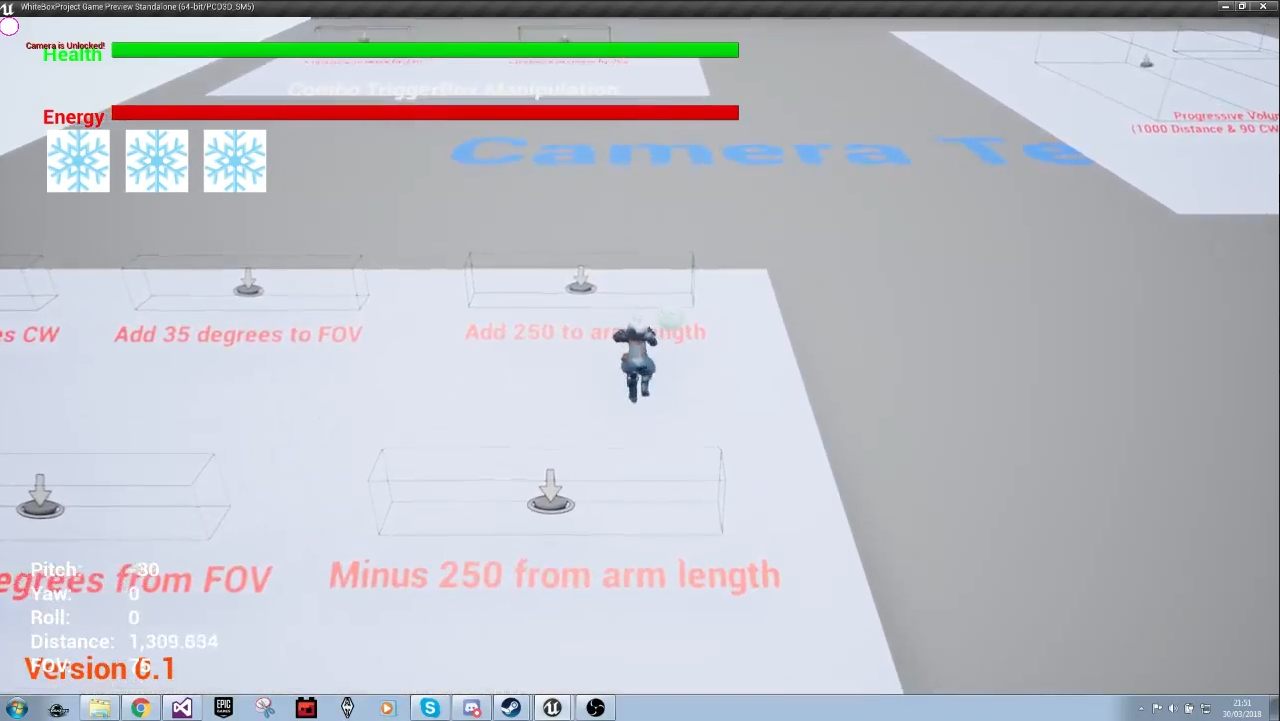 WhiteBoxProject Game Preview Standalone (64-bit/PCD3D_SM5)
Camera is Unlocked!
Health
Energy
Combo TriggerBox Manipulation
Camera Te
Progressive Volu
(1000 Distance & 90 CW
es CW
Add 35 degrees to FOV
Add 250 to arm length
egrees from FOV
Minus 250 from arm length
Pitch: -30
Yaw: 0
Roll: 0
Distance: 1,309.634
FOV: 75
Version 0.1
21:51
30/03/2018